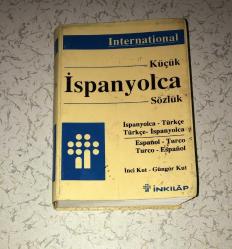 International
Küçük
İspanyolca
Sözlük
İspanyolca - Türkçe
Türkçe- İspanyolca
Español - Turco
Turco - Español
İnci Kut - Güngör Kut
İNKILÂP